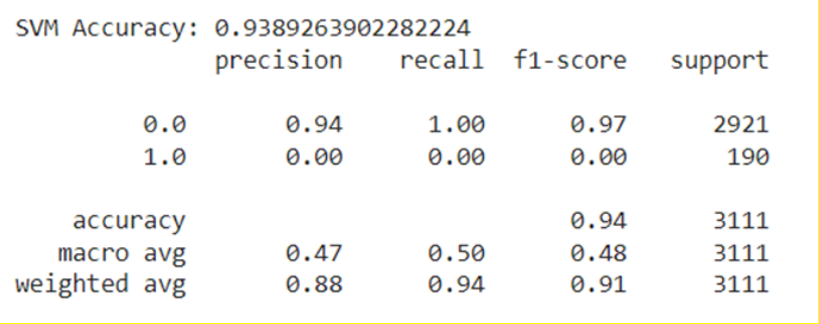 SVM Accuracy: 0.9389263902282224
precision recall f1-score support
0.0 0.94 1.00 0.97 2921
1.0 0.00 0.00 0.00 190
accuracy 0.94 3111
macro avg 0.47 0.50 0.48 3111
weighted avg 0.88 0.94 0.91 3111